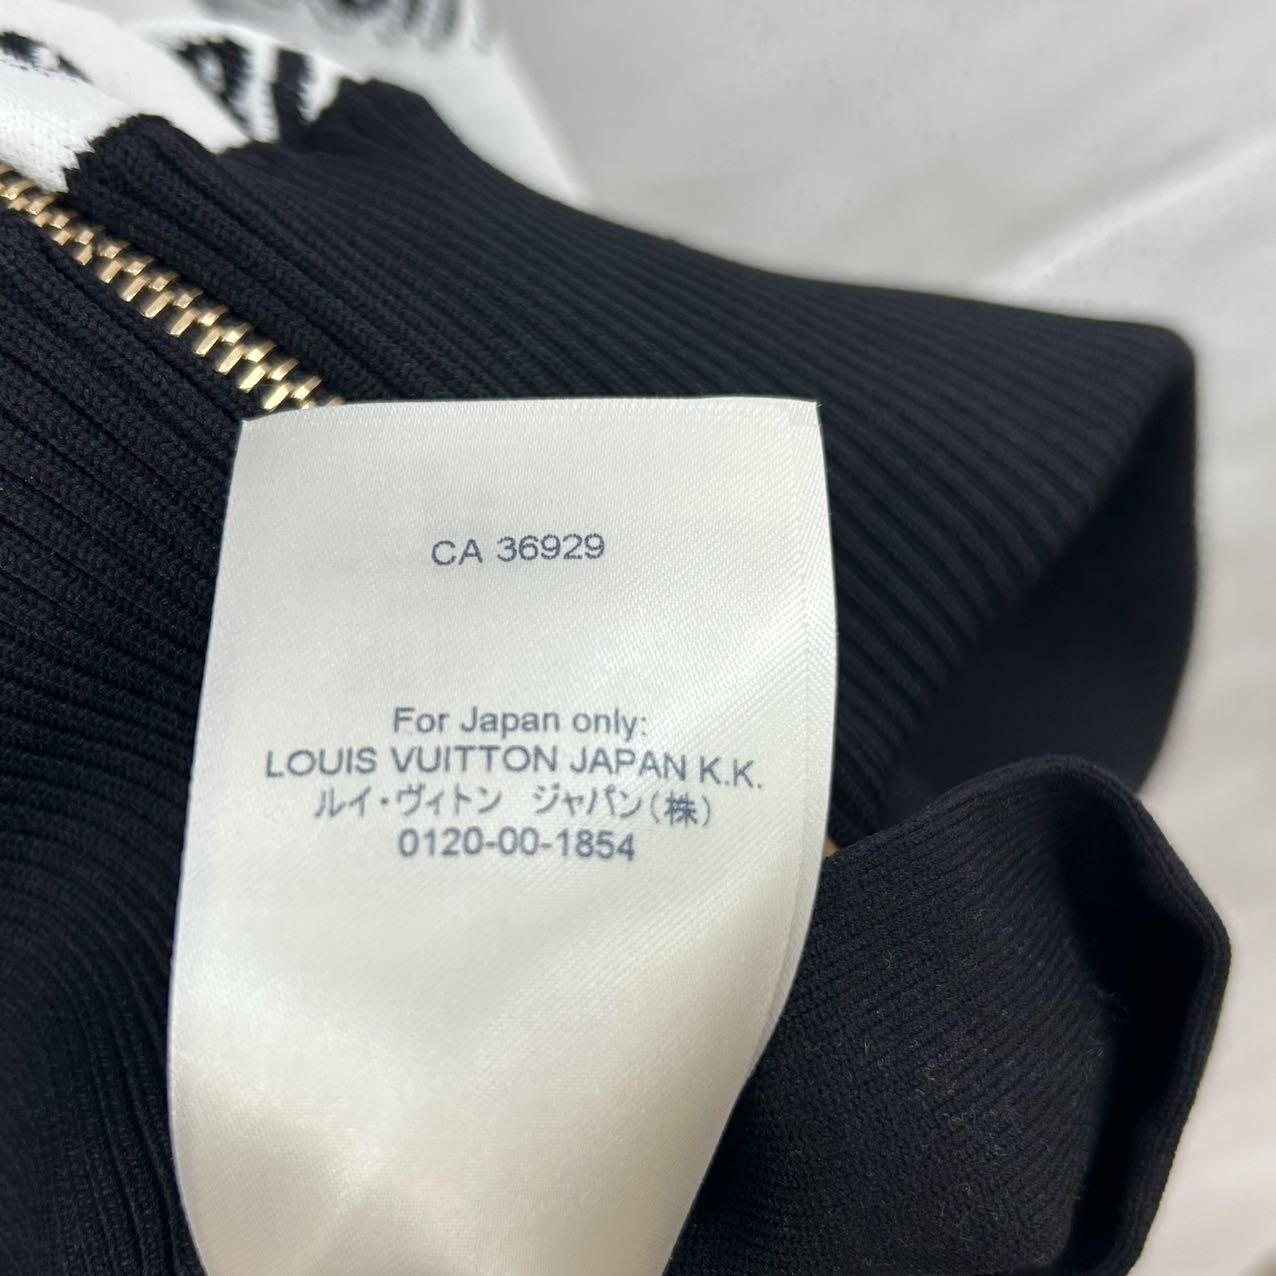 CA 36929
For Japan only:
LOUIS VUITTON JAPAN K.K.
ルイ・ヴィトン ジャパン(株)
0120-00-1854